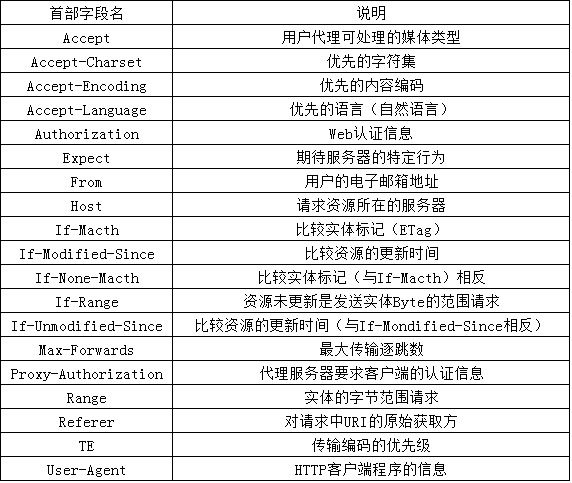 首部字段名 说明
Accept 用户代理可处理的媒体类型
Accept-Charset 优先的字符集
Accept-Encoding 优先的内容编码
Accept-Language 优先的语言（自然语言）
Authorization Web认证信息
Expect 期待服务器的特定行为
From 用户的电子邮箱地址
Host 请求资源所在的服务器
If-Macth 比较实体标记（ETag）
If-Modified-Since 比较资源的更新时间
If-None-Macth 比较实体标记（与If-Macth）相反
If-Range 资源未更新是发送实体Byte的范围请求
If-Unmodified-Since 比较资源的更新时间（与If-Mondified-Since相反）
Max-Forwards 最大传输逐跳数
Proxy-Authorization 代理服务器要求客户端的认证信息
Range 实体的字节范围请求
Referer 对请求中URI的原始获取方
TE 传输编码的优先级
User-Agent HTTP客户端程序的信息